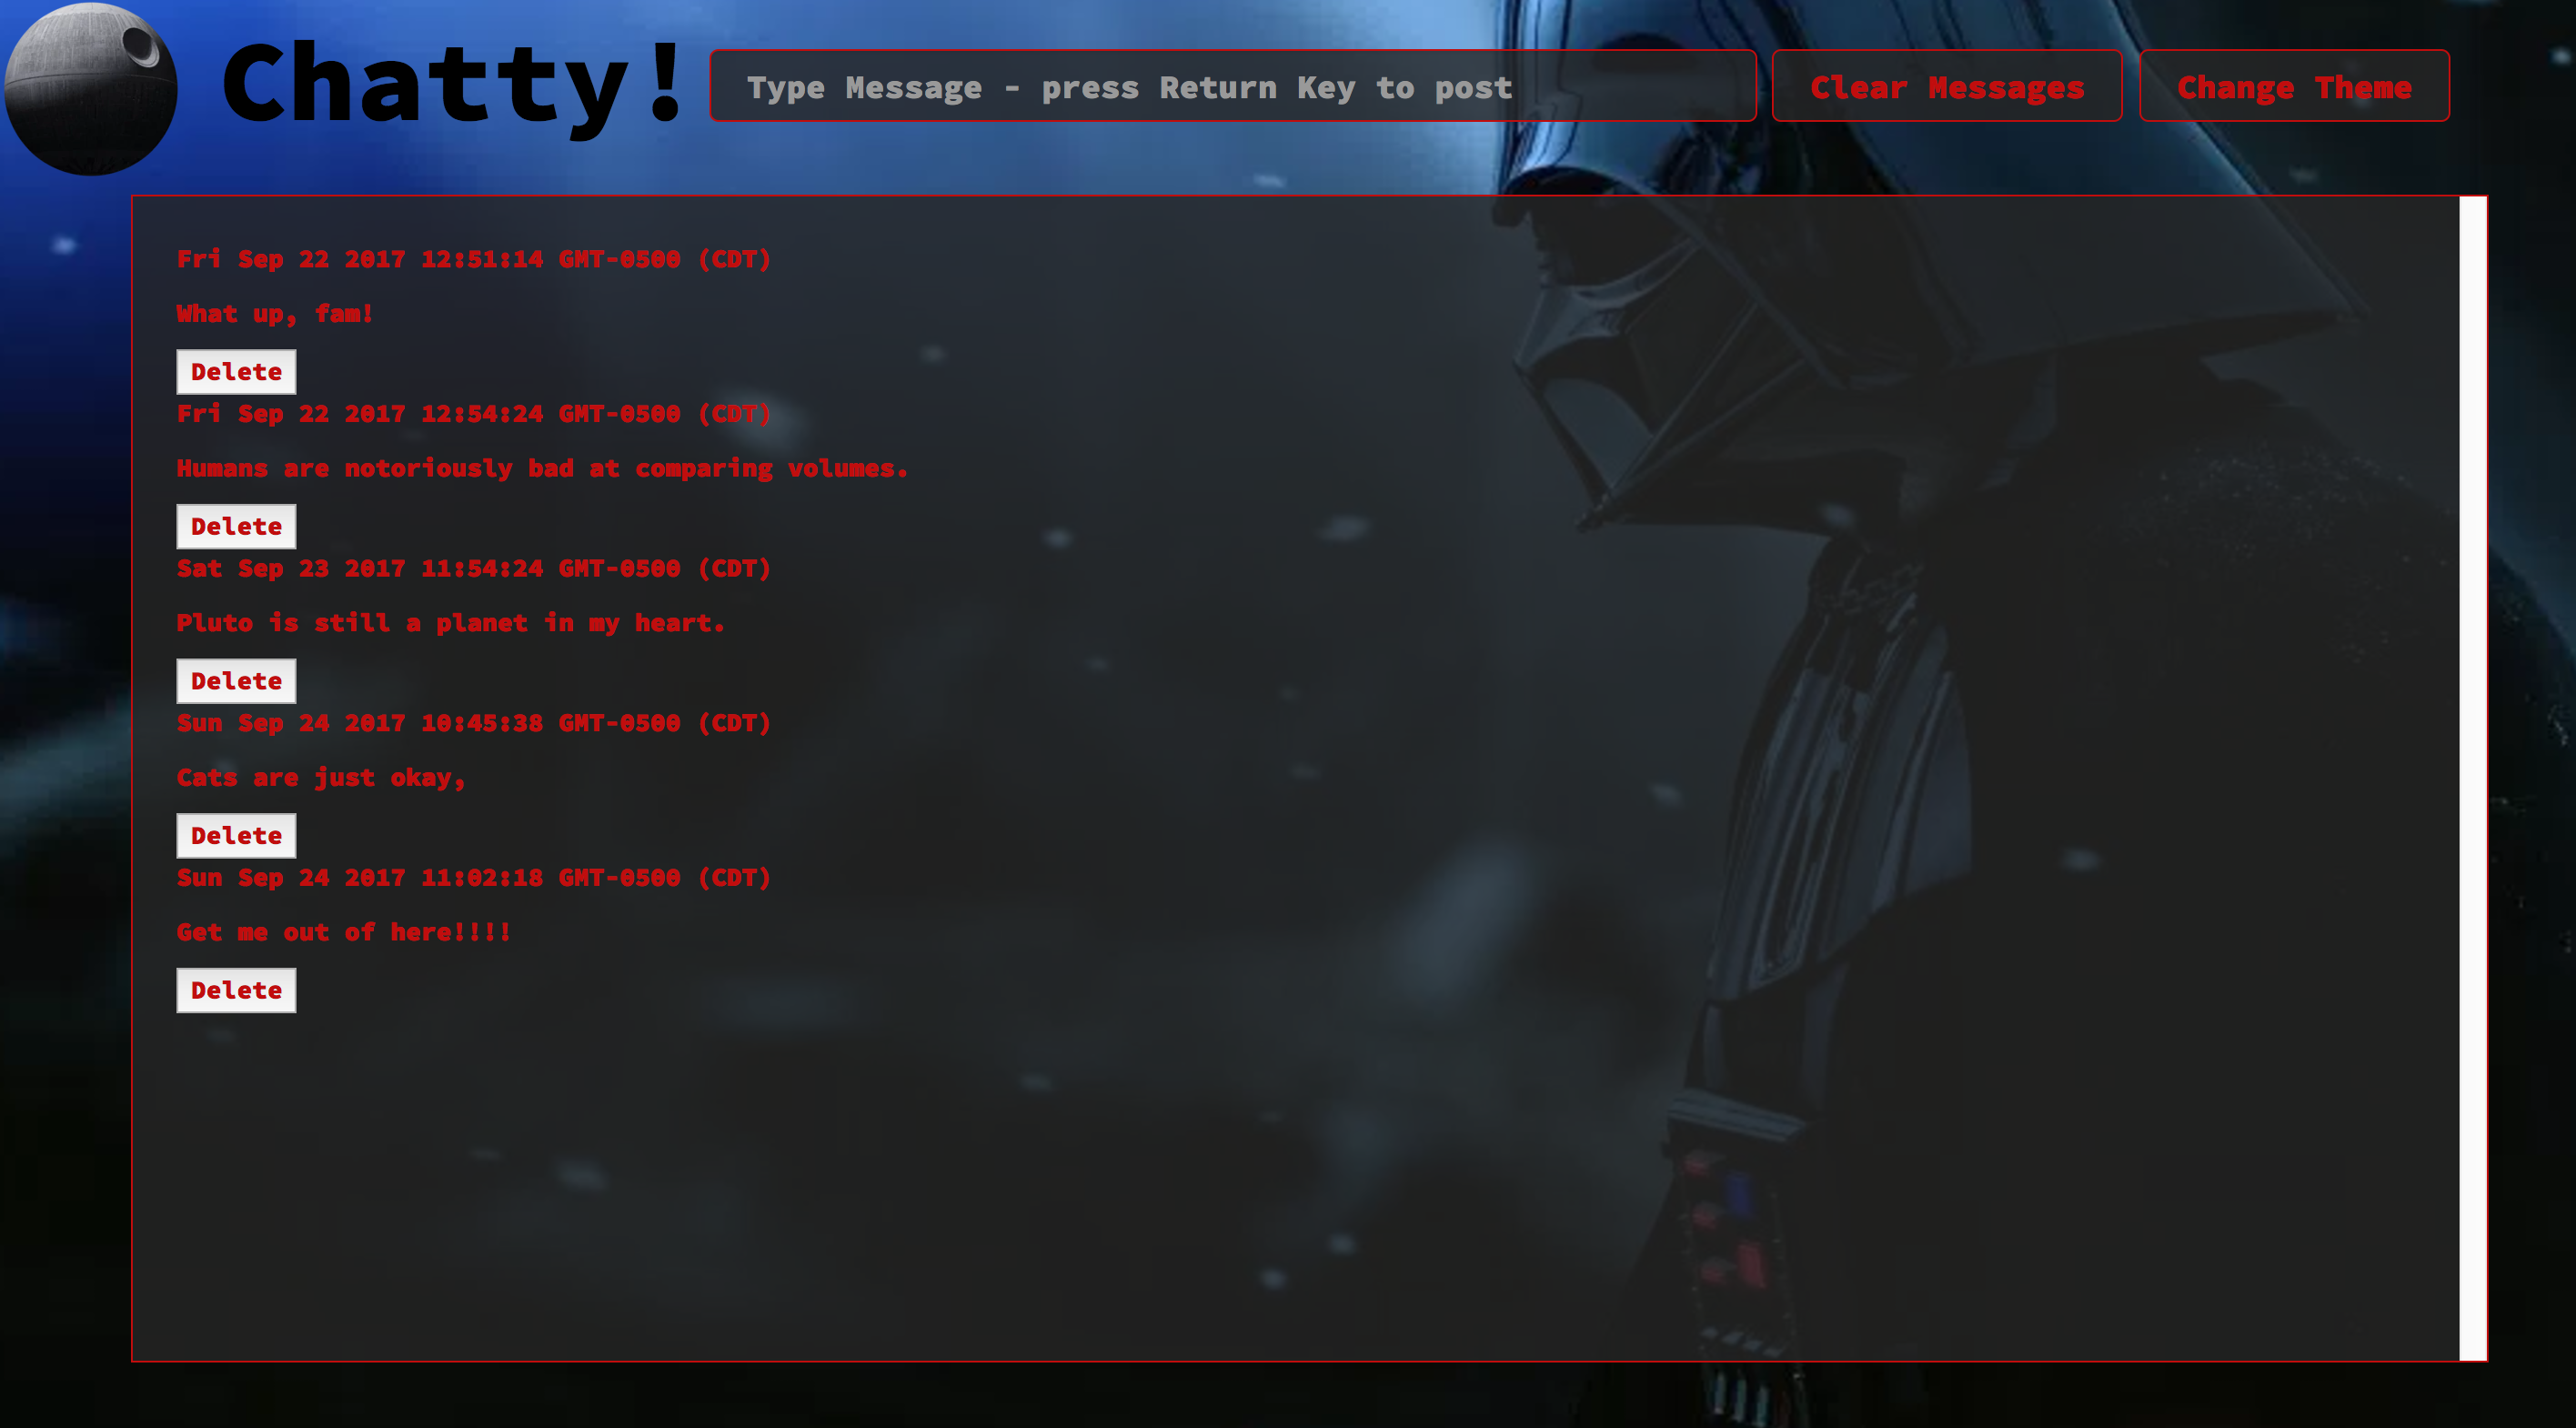 Chatty!
Type Message - press Return Key to post
Clear Messages
Change Theme
Fri Sep 22 2017 12:51:14 GMT-0500 (CDT)
What up, fam!
Delete
Fri Sep 22 2017 12:54:24 GMT-0500 (CDT)
Humans are notoriously bad at comparing volumes.
Delete
Sat Sep 23 2017 11:54:24 GMT-0500 (CDT)
Pluto is still a planet in my heart.
Delete
Sun Sep 24 2017 10:45:38 GMT-0500 (CDT)
Cats are just okay,
Delete
Sun Sep 24 2017 11:02:18 GMT-0500 (CDT)
Get me out of here!!!!
Delete